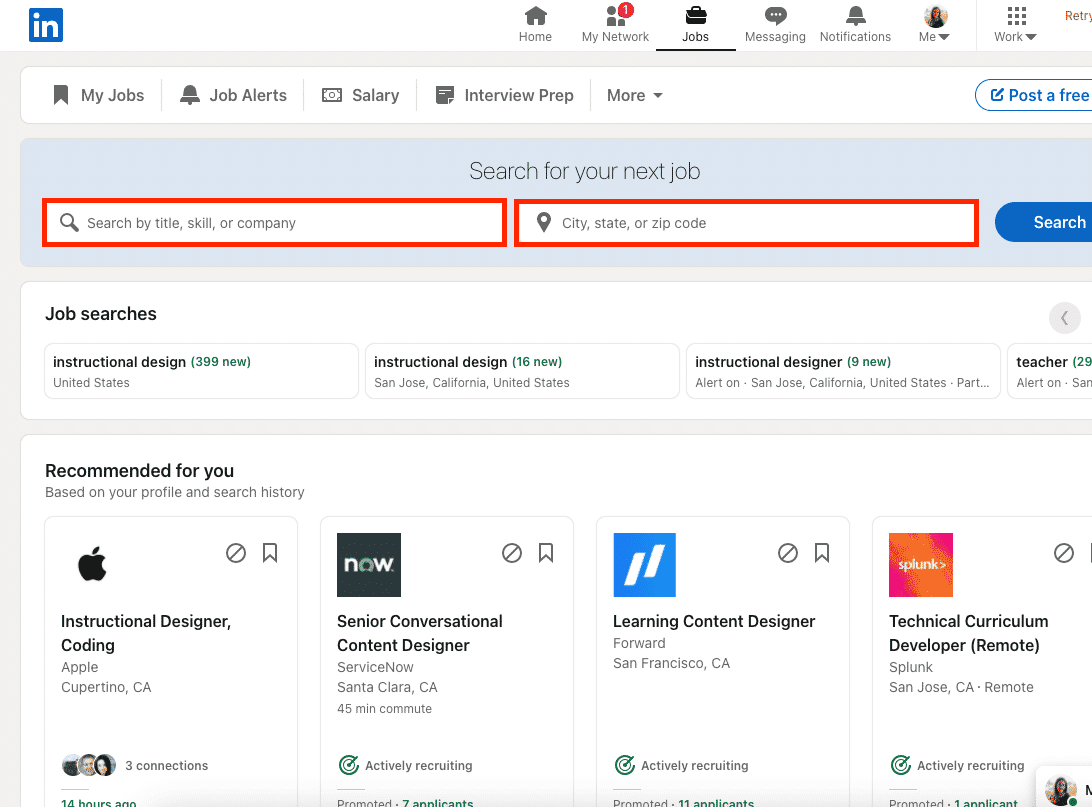 in
1
Home
My Network
Jobs
Messaging
Notifications
Me
Work
Retry
My Jobs
Job Alerts
Salary
Interview Prep
More
Post a free
Search for your next job
Search by title, skill, or company
City, state, or zip code
Search
Job searches
instructional design (399 new)
United States
instructional design (16 new)
San Jose, California, United States
instructional designer (9 new)
Alert on · San Jose, California, United States · Part...
teacher (29
Alert on · San
Recommended for you
Based on your profile and search history
Instructional Designer,
Coding
Apple
Cupertino, CA
3 connections
14 hours ago
now.
Senior Conversational
Content Designer
ServiceNow
Santa Clara, CA
45 min commute
Actively recruiting
Promoted · 7 applicants
Learning Content Designer
Forward
San Francisco, CA
Actively recruiting
Promoted · 11 applicants
splunk>
Technical Curriculum
Developer (Remote)
Splunk
San Jose, CA · Remote
Actively recruiting
Promoted · 1 applicant